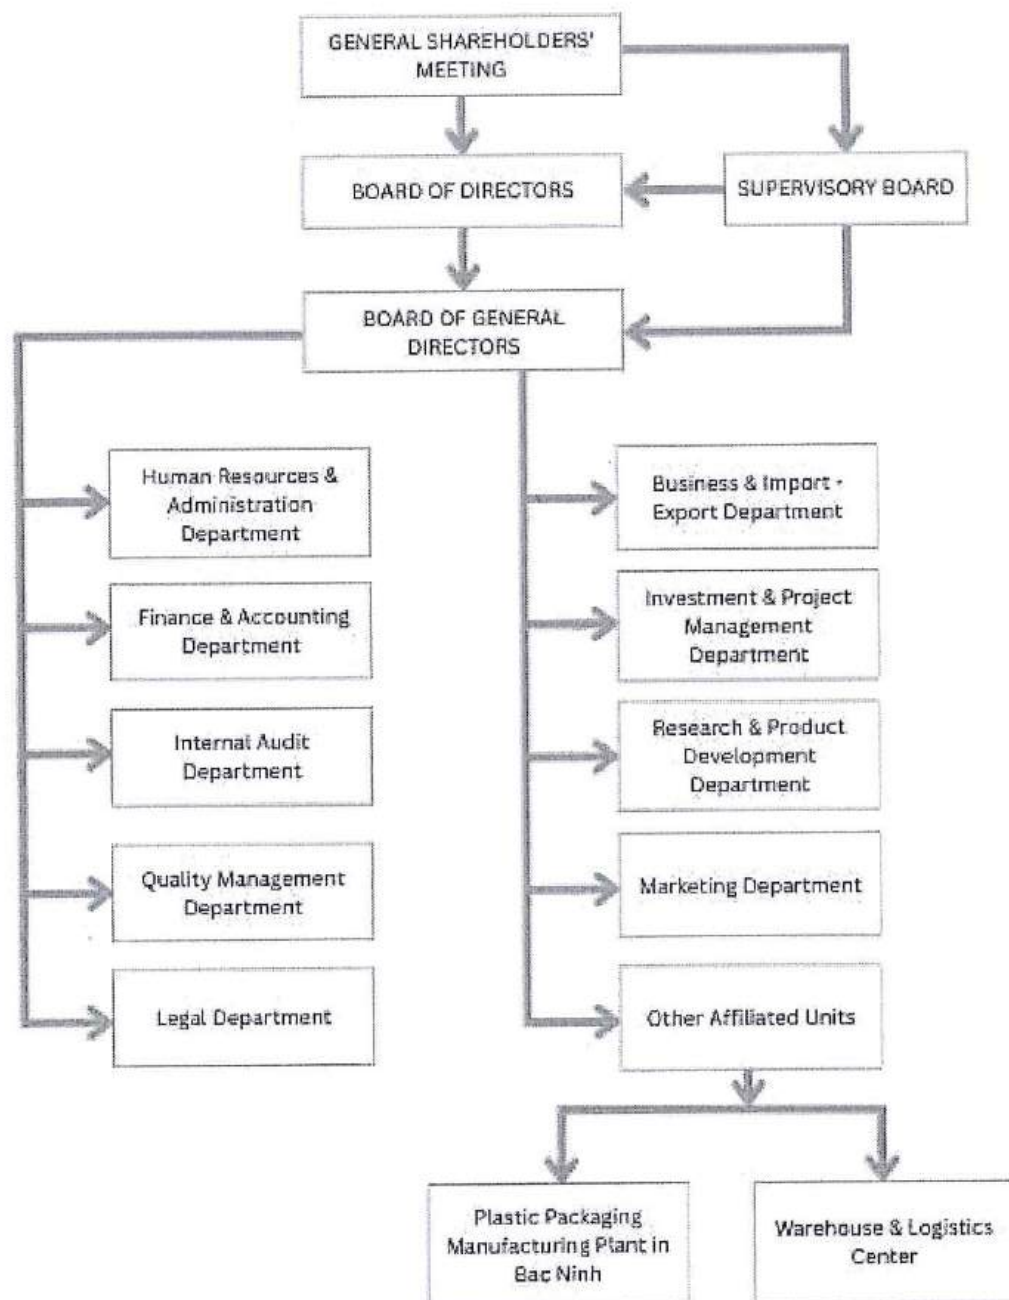 GENERAL SHAREHOLDERS'
MEETING
BOARD OF DIRECTORS
SUPERVISORY BOARD
BOARD OF GENERAL
DIRECTORS
Human Resources &
Administration
Department
Finance & Accounting
Department
Internal Audit
Department
Quality Management
Department
Legal Department
Business & Import -
Export Department
Investment & Project
Management
Department
Research & Product
Development
Department
Marketing Department
Other Affiliated Units
Plastic Packaging
Manufacturing Plant in
Bac Ninh
Warehouse & Logistics
Center